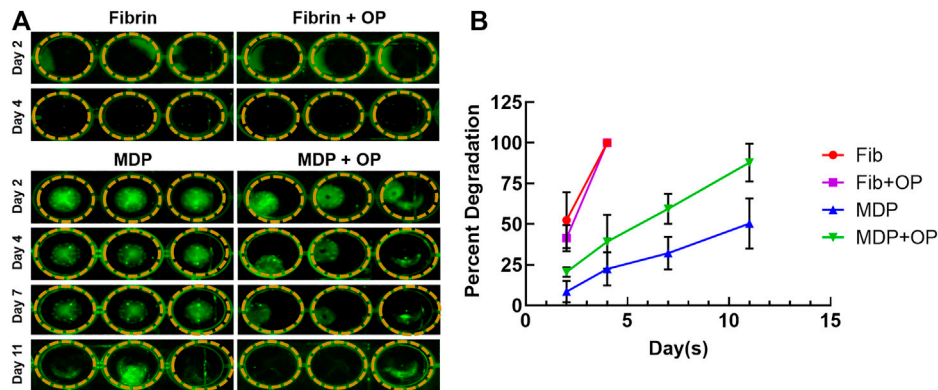 A
Fibrin
Fibrin + OP
Day 2
Day 4
MDP
MDP + OP
Day 2
Day 4
Day 7
Day 11
B
125
100
75
50
25
0
0
5
10
15
Percent Degradation
Day(s)
Fib
Fib+OP
MDP
MDP+OP